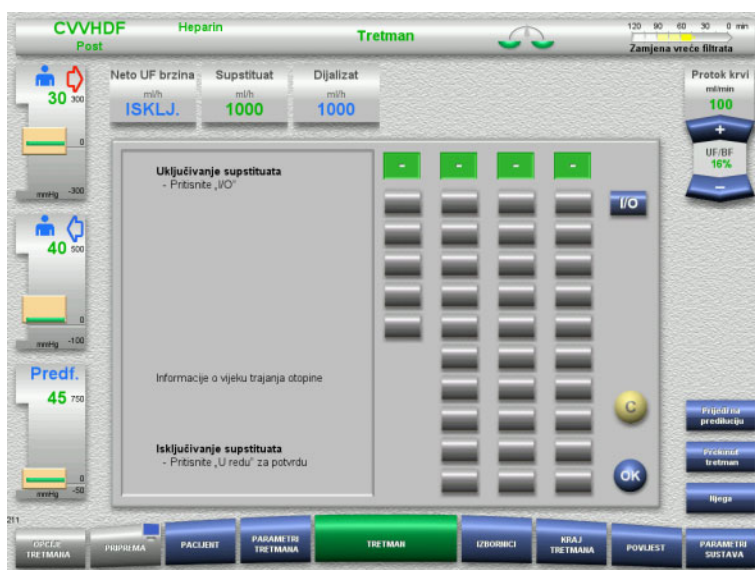 CVVHDF
Post
Heparin
Tretman
120 90 60 30 0 min
Zamjena vreće filtrata
30
300
0
mmHg -300
Neto UF brzina
ml/h
ISKLJ.
Supstituat
ml/h
1000
Dijalizat
ml/h
1000
Protok krvi
ml/min
100
+
UF/BF
16%
–
Uključivanje supstituata
- Pritisnite „I/O”
- - - -
I/O
40
500
0
mmHg -100
Informacije o vijeku trajanja otopine
Predf.
45
750
0
mmHg -50
C
Isključivanje supstituata
- Pritisnite „U redu” za potvrdu
OK
Prijeđi na
prediluciju
Prekinut
tretman
Njega
211
OPCIJE
TRETMANA
PRIPREMA
PACIJENT
PARAMETRI
TRETMANA
TRETMAN
IZBORNICI
KRAJ
TRETMANA
POVIJEST
PARAMETRI
SUSTAVA